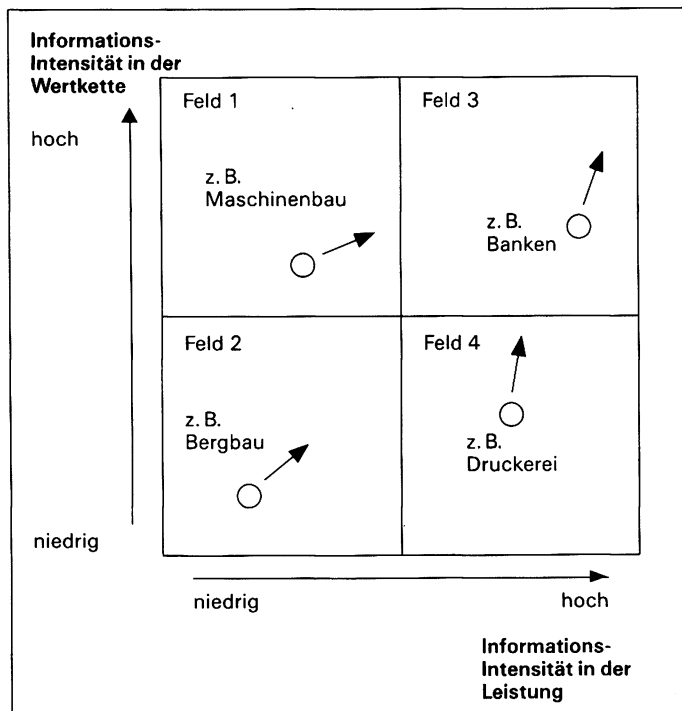 Informations-
Intensität in der
Wertkette
hoch
niedrig
Feld 1
z. B.
Maschinenbau
Feld 3
z. B.
Banken
Feld 2
z. B.
Bergbau
Feld 4
z. B.
Druckerei
niedrig
hoch
Informations-
Intensität in der
Leistung